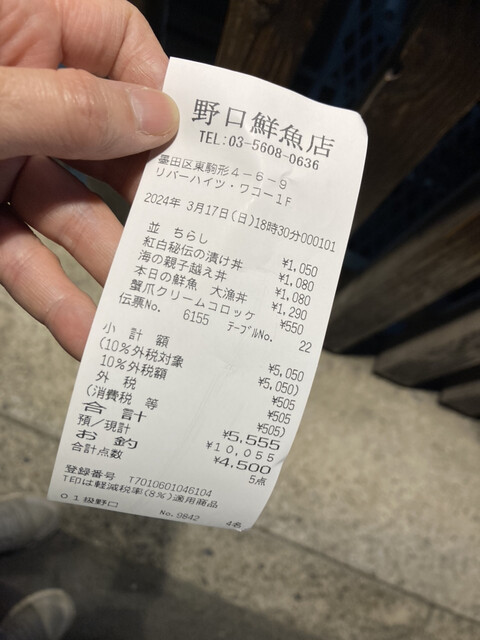 野口鮮魚店
TEL:03-5608-0636
墨田区東駒形4-6-9
リバーハイツ・ワコー1F
2024年 3月17日(日)18時30分000101
並 ちらし ¥1,050
紅白秘伝の漬け丼 ¥1,080
海の親子越え丼 ¥1,080
本日の鮮魚 大漁丼 ¥1,290
蟹爪クリームコロッケ ¥550
伝票No. 6155 テーブルNo. 22
小 計 額 ¥5,050
(10%外税対象 ¥5,050)
10%外税額 ¥505
外 税 ¥505
(消費税 等 ¥505)
合 計 ¥5,555
預/現計 ¥10,055
お 釣 ¥4,500
合計点数 5点
登録番号 T7010601046104
TEDは軽減税率(8%)適用商品
01級野口 No.9842 4名